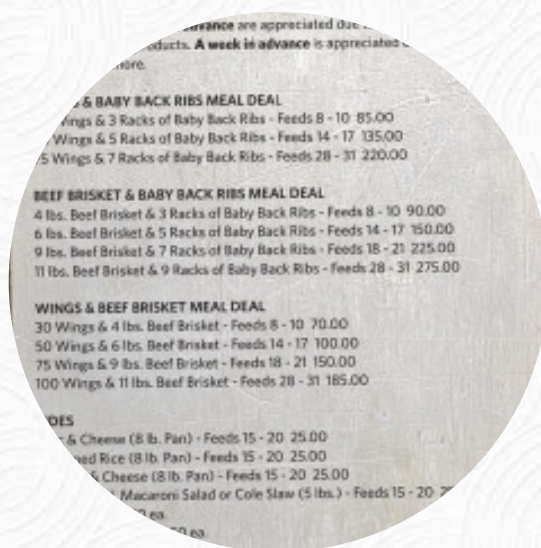 are appreciated
A week in advance is appreciated
& BABY BACK RIBS MEAL DEAL
Wings & 3 Racks of Baby Back Ribs - Feeds 8 - 10 85.00
Wings & 5 Racks of Baby Back Ribs - Feeds 14 - 17 135.00
Wings & 7 Racks of Baby Back Ribs - Feeds 28 - 31 220.00
BEEF BRISKET & BABY BACK RIBS MEAL DEAL
4 lbs. Beef Brisket & 3 Racks of Baby Back Ribs - Feeds 8 - 10 90.00
6 lbs. Beef Brisket & 5 Racks of Baby Back Ribs - Feeds 14 - 17 150.00
9 lbs. Beef Brisket & 7 Racks of Baby Back Ribs - Feeds 18 - 21 225.00
11 lbs. Beef Brisket & 9 Racks of Baby Back Ribs - Feeds 28 - 31 275.00
WINGS & BEEF BRISKET MEAL DEAL
30 Wings & 4 lbs. Beef Brisket - Feeds 8 - 10 70.00
50 Wings & 6 lbs. Beef Brisket - Feeds 14 - 17 100.00
75 Wings & 9 lbs. Beef Brisket - Feeds 18 - 21 150.00
100 Wings & 11 lbs. Beef Brisket - Feeds 28 - 31 185.00
& Cheese (8 lb. Pan) - Feeds 15 - 20 25.00
Rice (8 lb. Pan) - Feeds 15 - 20 25.00
& Cheese (8 lb. Pan) - Feeds 15 - 20 25.00
Macaroni Salad or Cole Slaw (5 lbs.) - Feeds 15 - 20
ea.
ea.